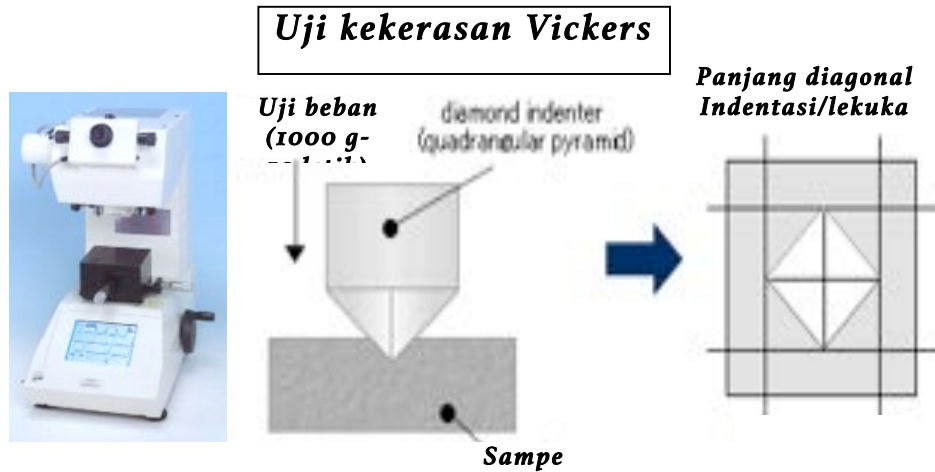 Uji kekerasan Vickers
Uji beban
(1000 g-
diamond indenter
(quadrangular pyramid)
Panjang diagonal
Indentasi/lekuka
Sampe